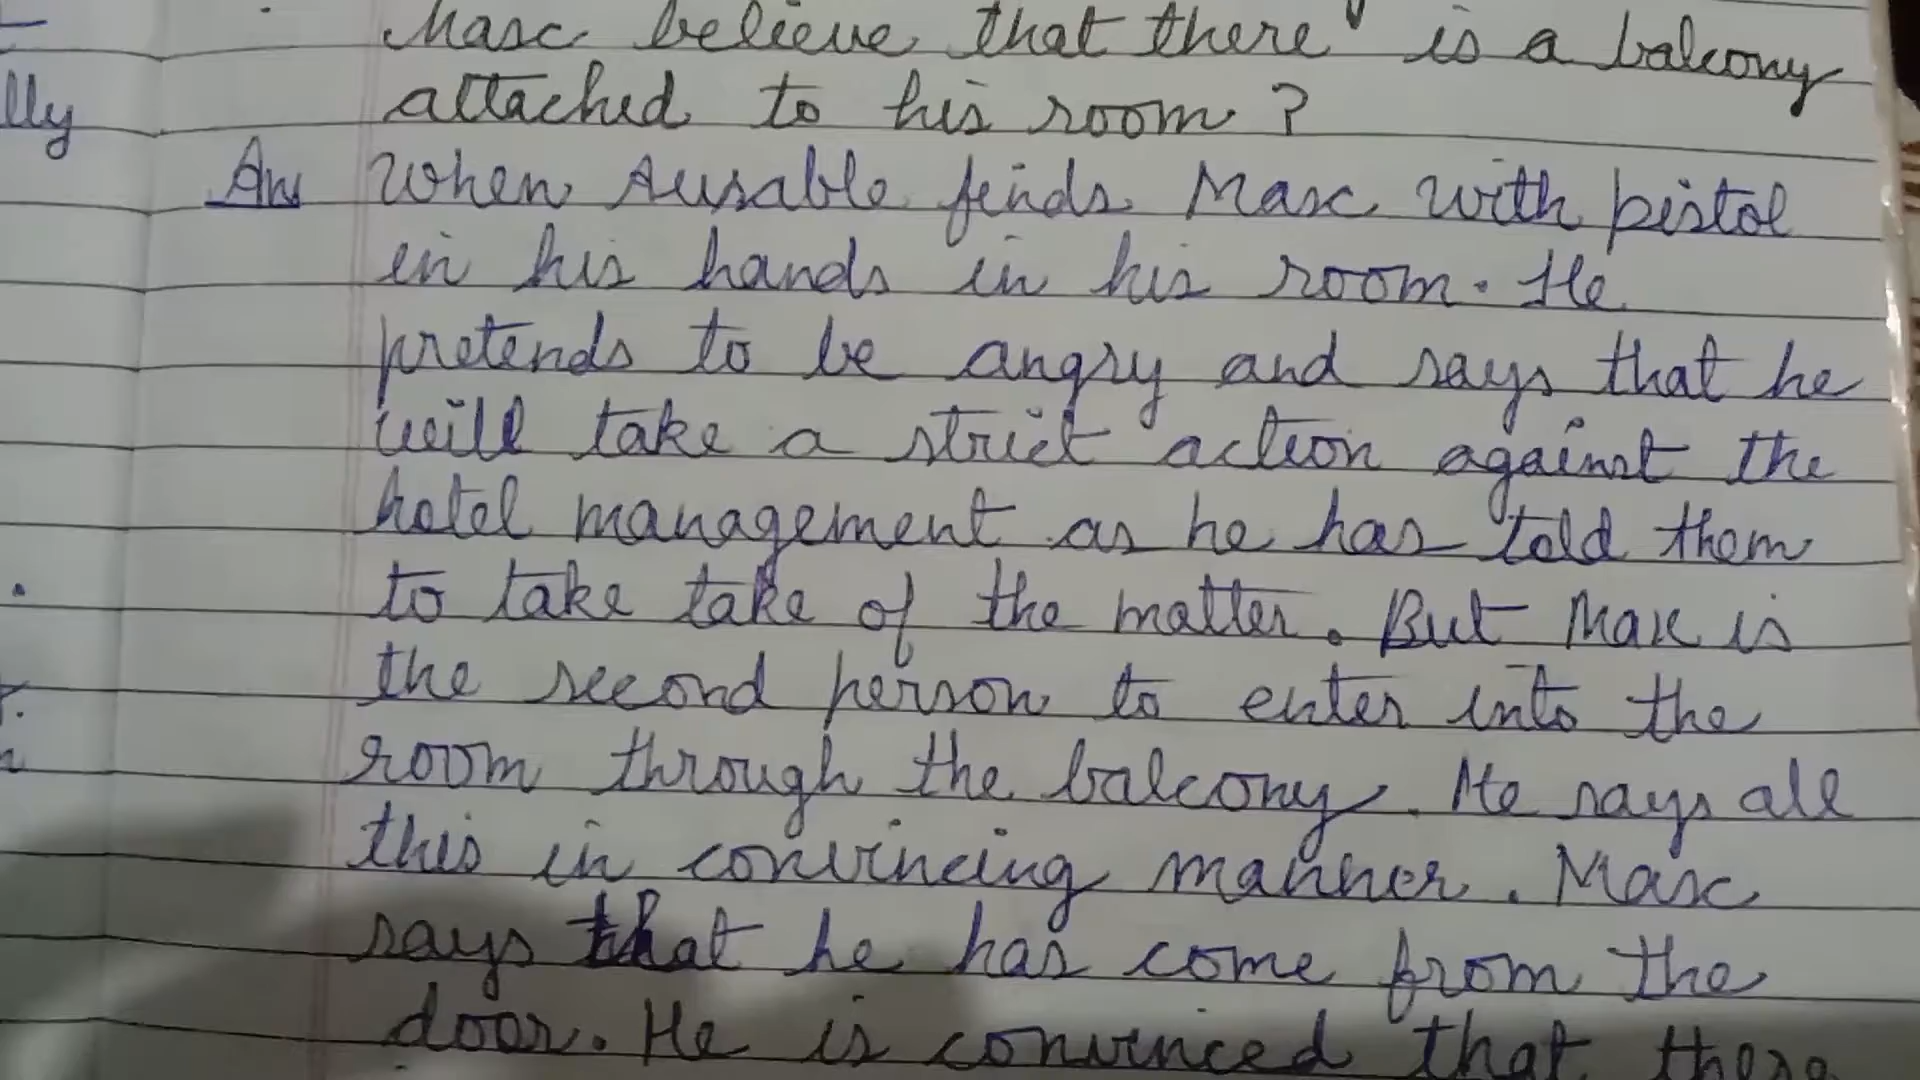 Max believe that there is a balcony
attached to his room?
lly
Ans When Ausable finds Max with pistol
in his hands in his room. He
pretends to be angry and says that he
will take a strict action against the
hotel management as he has told them
to take take of the matter. But Max is
the second person to enter into the
room through the balcony. He says all
this in convincing manner. Max
says that he has come from the
door. He is convinced that there